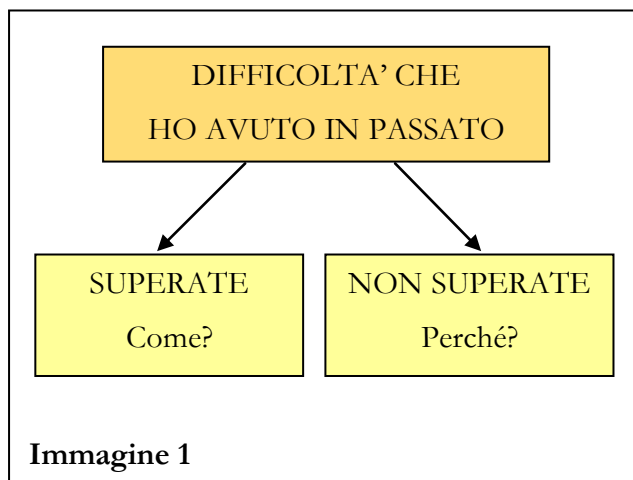 DIFFICOLTA’ CHE
HO AVUTO IN PASSATO
SUPERATE
Come?
NON SUPERATE
Perché?
Immagine 1